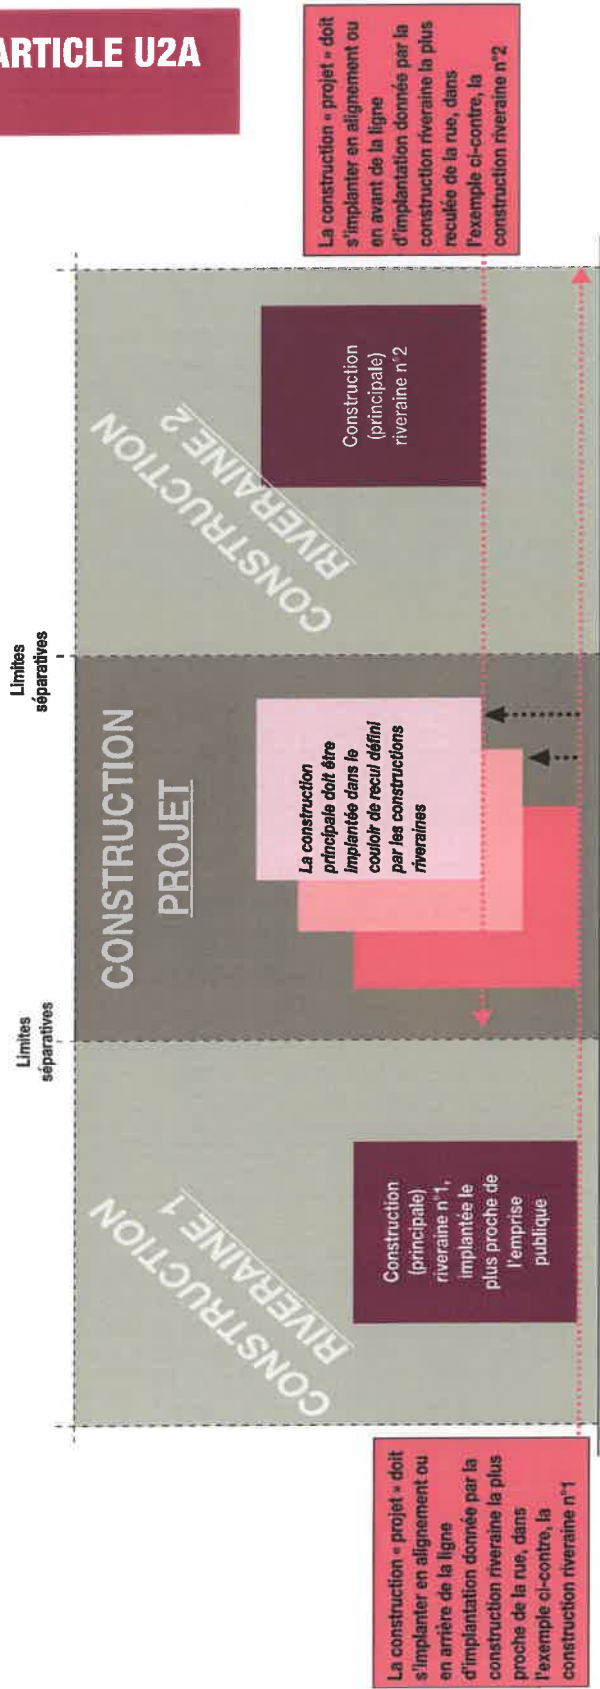 ARTICLE U2A
La construction « projet » doit
s'implanter en alignement ou
en avant de la ligne
d'implantation donnée par la
construction riveraine la plus
reculée de la rue, dans
l'exemple ci-contre, la
construction riveraine n°2
Limites
séparatives
Limites
séparatives
CONSTRUCTION
RIVERAINE 2
Construction
(principale)
riveraine n°2
CONSTRUCTION
PROJET
La construction
principale doit être
implantée dans le
couloir de recul défini
par les constructions
riveraines
CONSTRUCTION
RIVERAINE 1
Construction
(principale)
riveraine n°1,
implantée le
plus proche de
l'emprise
publique
La construction « projet » doit
s'implanter en alignement ou
en arrière de la ligne
d'implantation donnée par la
construction riveraine la plus
proche de la rue, dans
l'exemple ci-contre, la
construction riveraine n°1